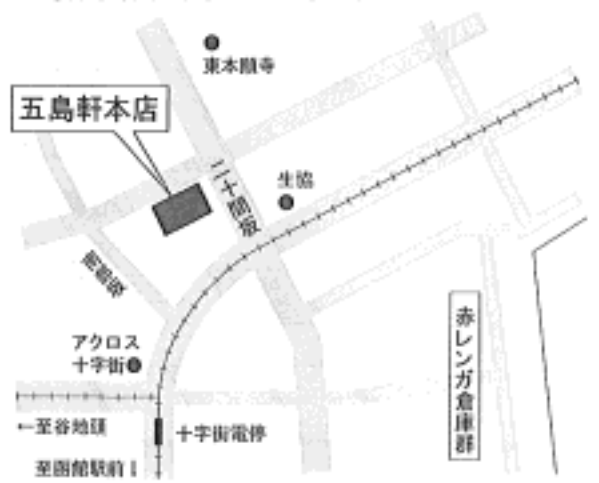 東本願寺
五島軒本店
二十間坂
生協
アクロス
十字街
赤レンガ倉庫群
←至谷地頭
十字街電停
至函館駅前↓